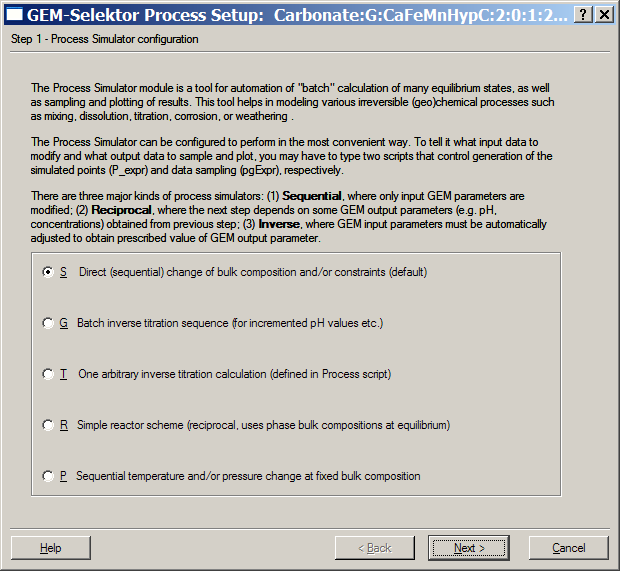 GEM-Selektor Process Setup: Carbonate:G:CaFeMnHypC:2:0:1:2...
Step 1 - Process Simulator configuration
The Process Simulator module is a tool for automation of "batch" calculation of many equilibrium states, as well
as sampling and plotting of results. This tool helps in modeling various irreversible (geo)chemical processes such
as mixing, dissolution, titration, corrosion, or weathering .
The Process Simulator can be configured to perform in the most convenient way. To tell it what input data to
modify and what output data to sample and plot, you may have to type two scripts that control generation of the
simulated points (P_expr) and data sampling (pgExpr), respectively.
There are three major kinds of process simulators: (1) Sequential, where only input GEM parameters are
modified; (2) Reciprocal, where the next step depends on some GEM output parameters (e.g. pH,
concentrations) obtained from previous step; (3) Inverse, where GEM input parameters must be automatically
adjusted to obtain prescribed value of GEM output parameter.
S Direct (sequential) change of bulk composition and/or constraints (default)
G Batch inverse titration sequence (for incremented pH values etc.)
T One arbitrary inverse titration calculation (defined in Process script)
R Simple reactor scheme (reciprocal, uses phase bulk compositions at equilibrium)
P Sequential temperature and/or pressure change at fixed bulk composition
Help < Back Next > Cancel